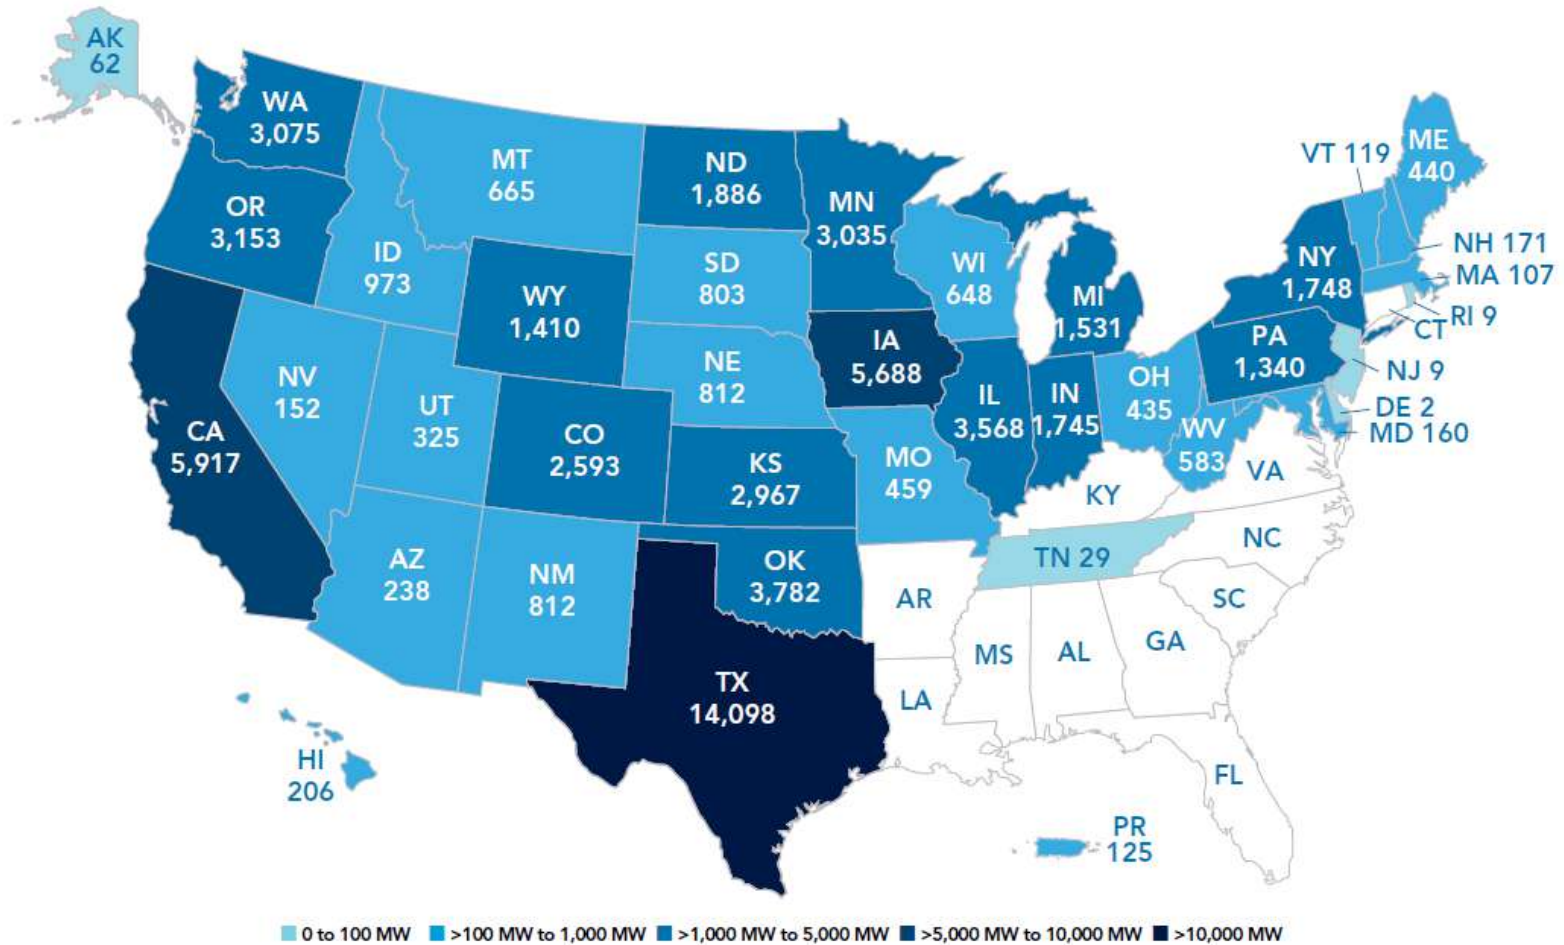 AK
62
WA
3,075
MT
665
ND
1,886
MN
3,035
VT 119
ME
440
OR
3,153
ID
973
WY
1,410
SD
803
WI
648
MI
1,531
NY
1,748
NH 171
MA 107
RI 9
CT
NV
152
UT
325
CO
2,593
NE
812
IA
5,688
IL
3,568
IN
1,745
OH
435
PA
1,340
NJ 9
DE 2
MD 160
WV
583
VA
CA
5,917
KS
2,967
MO
459
KY
AZ
238
NM
812
OK
3,782
AR
TN 29
NC
SC
MS
AL
GA
TX
14,098
LA
FL
HI
206
PR
125
0 to 100 MW >100 MW to 1,000 MW >1,000 MW to 5,000 MW >5,000 MW to 10,000 MW >10,000 MW